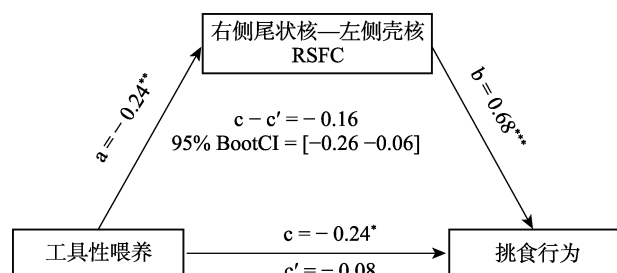 右侧尾状核—左侧壳核
RSFC
a = − 0.24**
b = 0.68***
c − c′ = − 0.16
95% BootCI = [−0.26 −0.06]
工具性喂养
c = − 0.24*
c′ = − 0.08
挑食行为